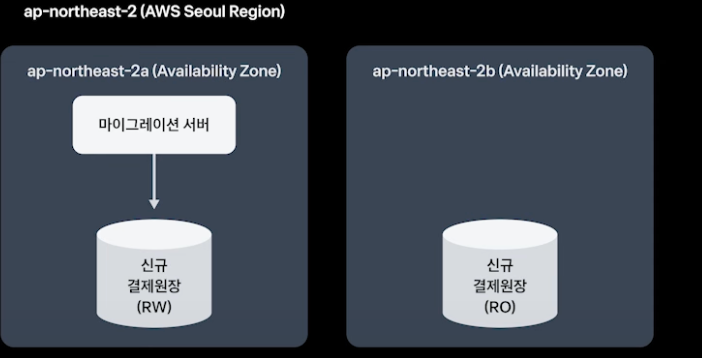 ap-northeast-2 (AWS Seoul Region)
ap-northeast-2a (Availability Zone)
마이그레이션 서버
신규
결제원장
(RW)
ap-northeast-2b (Availability Zone)
신규
결제원장
(RO)